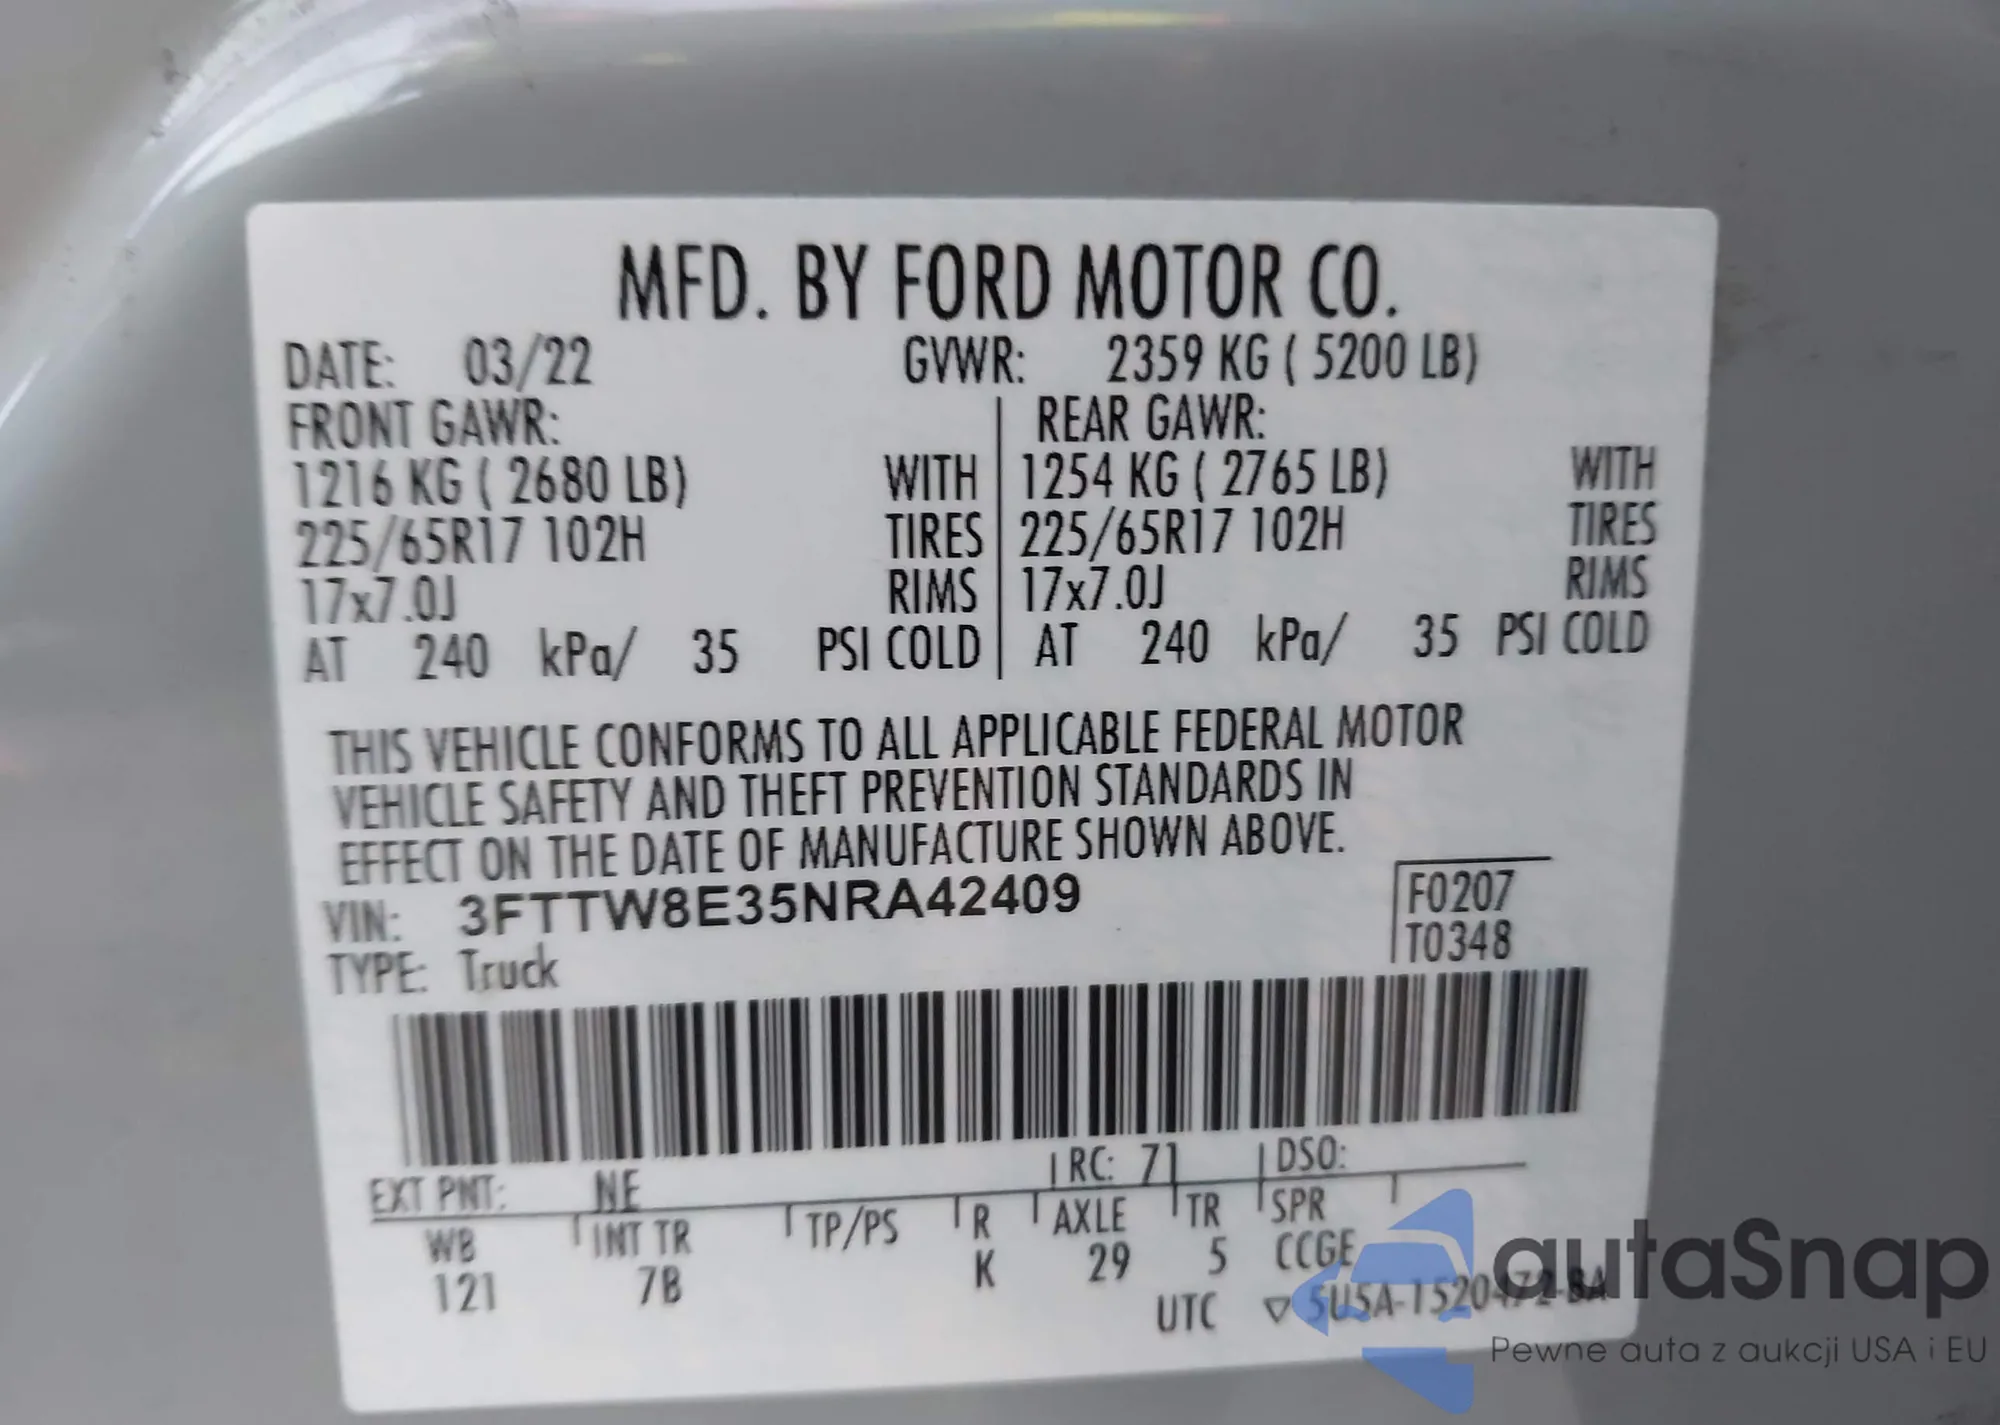 MFD. BY FORD MOTOR CO.
DATE: 03/22 GVWR: 2359 KG ( 5200 LB)
FRONT GAWR: REAR GAWR:
1216 KG ( 2680 LB) WITH 1254 KG ( 2765 LB) WITH
225/65R17 102H TIRES 225/65R17 102H TIRES
17x7.0J RIMS 17x7.0J RIMS
AT 240 kPa/ 35 PSI COLD AT 240 kPa/ 35 PSI COLD
THIS VEHICLE CONFORMS TO ALL APPLICABLE FEDERAL MOTOR
VEHICLE SAFETY AND THEFT PREVENTION STANDARDS IN
EFFECT ON THE DATE OF MANUFACTURE SHOWN ABOVE.
VIN: 3FTTW8E35NRA42409
TYPE: Truck
F0207
T0348
EXT PNT: NE RC: 71 DSO:
WB INT TR TP/PS R AXLE TR SPR
121 7B K 29 5 CCGE
UTC ▽ 5U5A-1520472-BA
autaSnap
Pewne auta z aukcji USA i EU